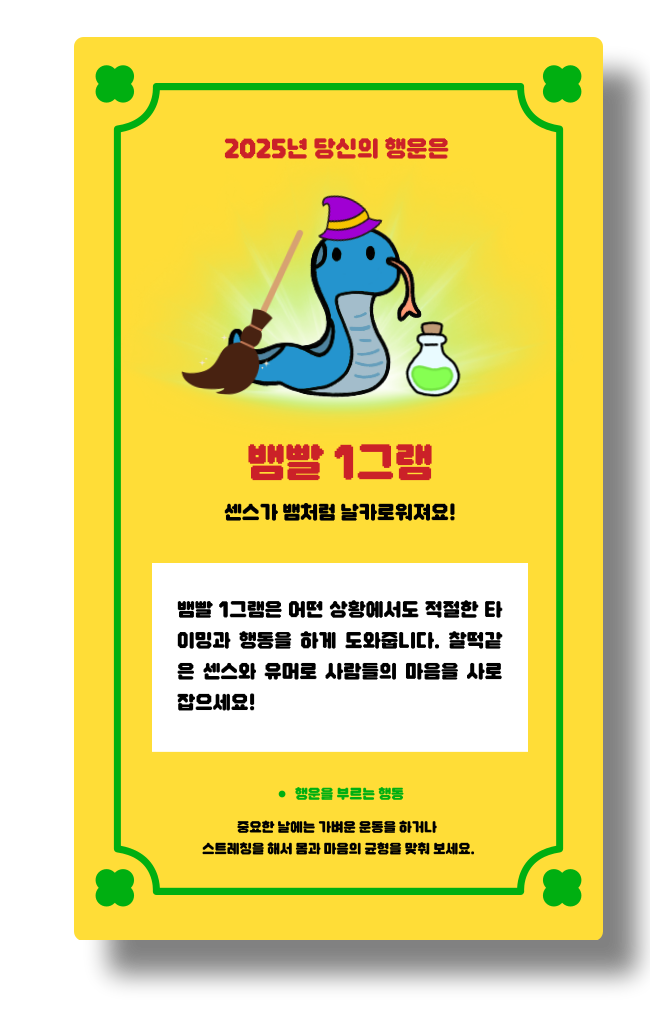 2025년 당신의 행운은
뱀빨 1그램
센스가 뱀처럼 날카로워져요!
뱀빨 1그램은 어떤 상황에서도 적절한 타
이밍과 행동을 하게 도와줍니다. 찰떡같
은 센스와 유머로 사람들의 마음을 사로
잡으세요!
• 행운을 부르는 행동
중요한 날에는 가벼운 운동을 하거나
스트레칭을 해서 몸과 마음의 균형을 맞춰 보세요.